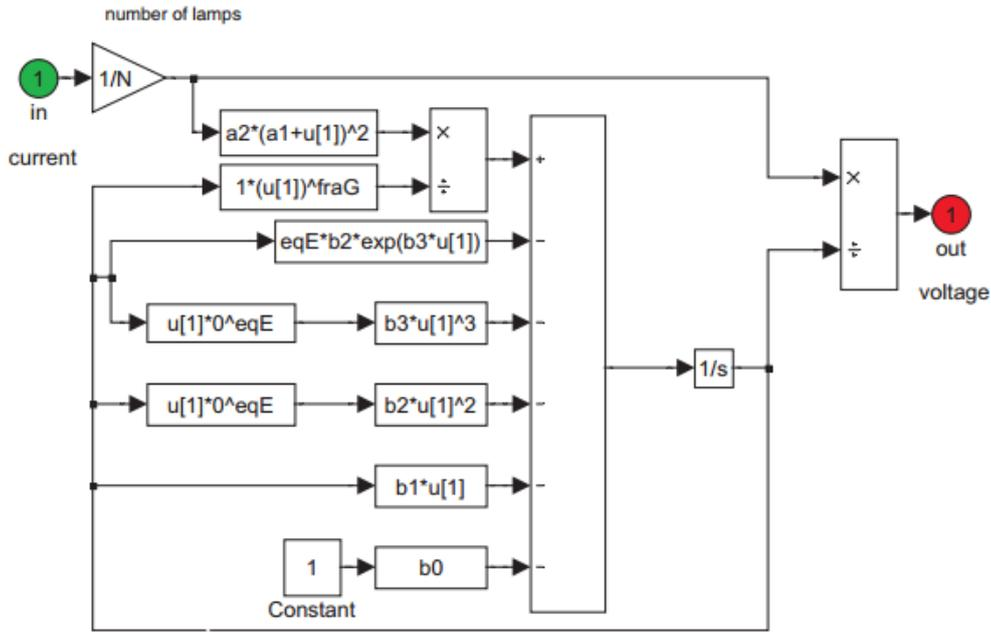 number of lamps
1
1/N
in
current
a2*(a1+u[1])^2
×
1*(u[1])^fraG
÷
+
eqE*b2*exp(b3*u[1])
−
u[1]*0^eqE
b3*u[1]^3
−
u[1]*0^eqE
b2*u[1]^2
−
b1*u[1]
−
1
b0
−
Constant
1/s
×
÷
1
out
voltage